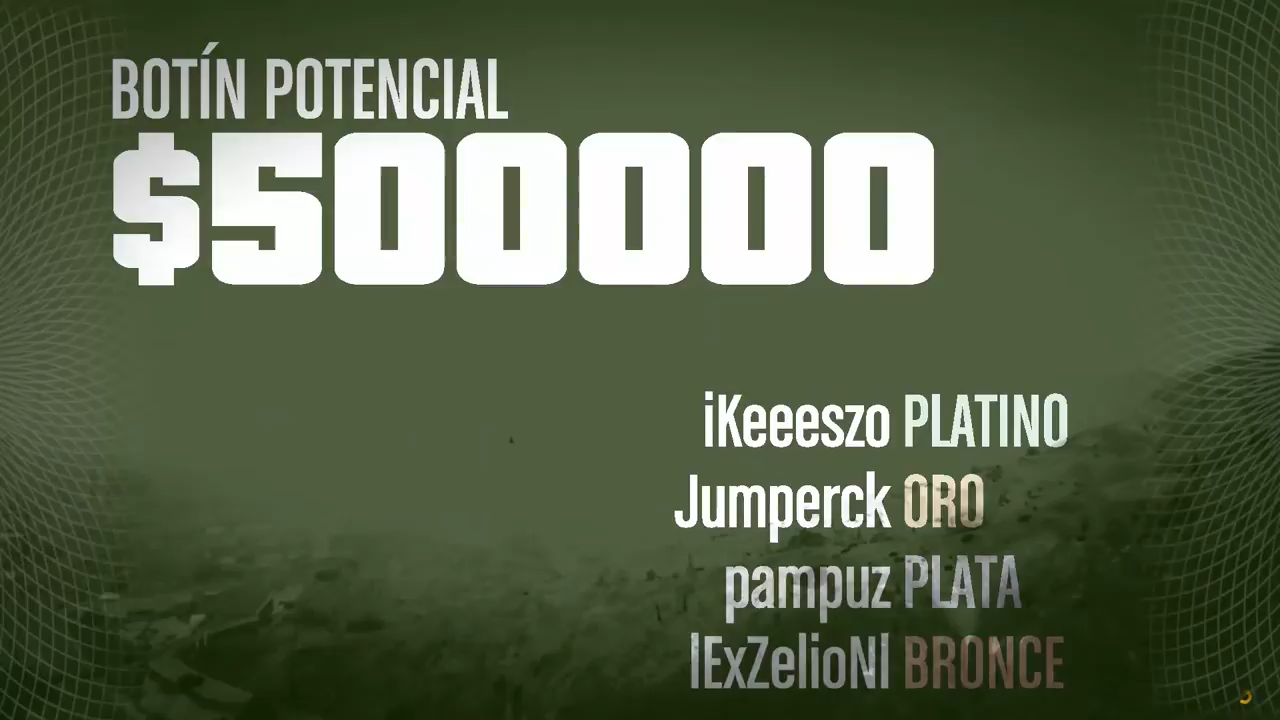 BOTÍN POTENCIAL
$500000
iKeeeszo PLATINO
Jumperck ORO
pampuz PLATA
lExZelioNl BRONCE